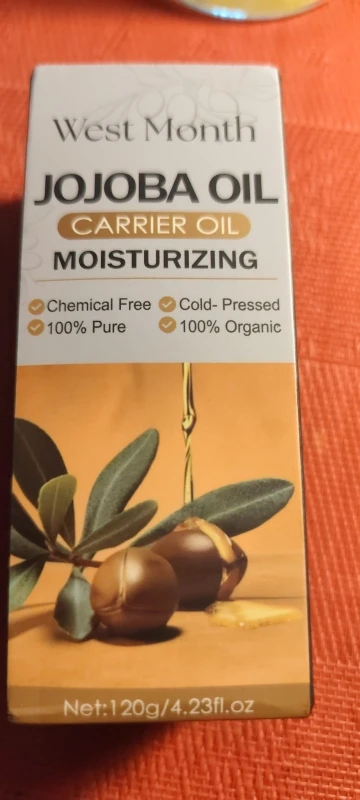 West Month
JOJOBA OIL
CARRIER OIL
MOISTURIZING
Chemical Free Cold- Pressed
100% Pure 100% Organic
Net:120g/4.23fl.oz